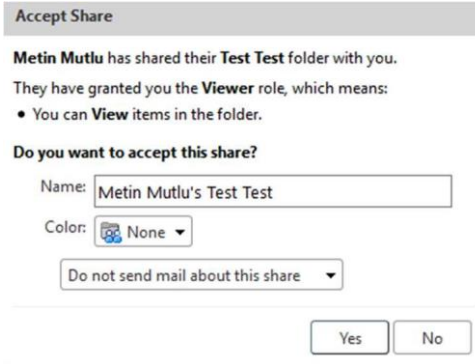 Accept Share
Metin Mutlu has shared their Test Test folder with you.
They have granted you the Viewer role, which means:
• You can View items in the folder.
Do you want to accept this share?
Name: Metin Mutlu's Test Test
Color: None
Do not send mail about this share
Yes No